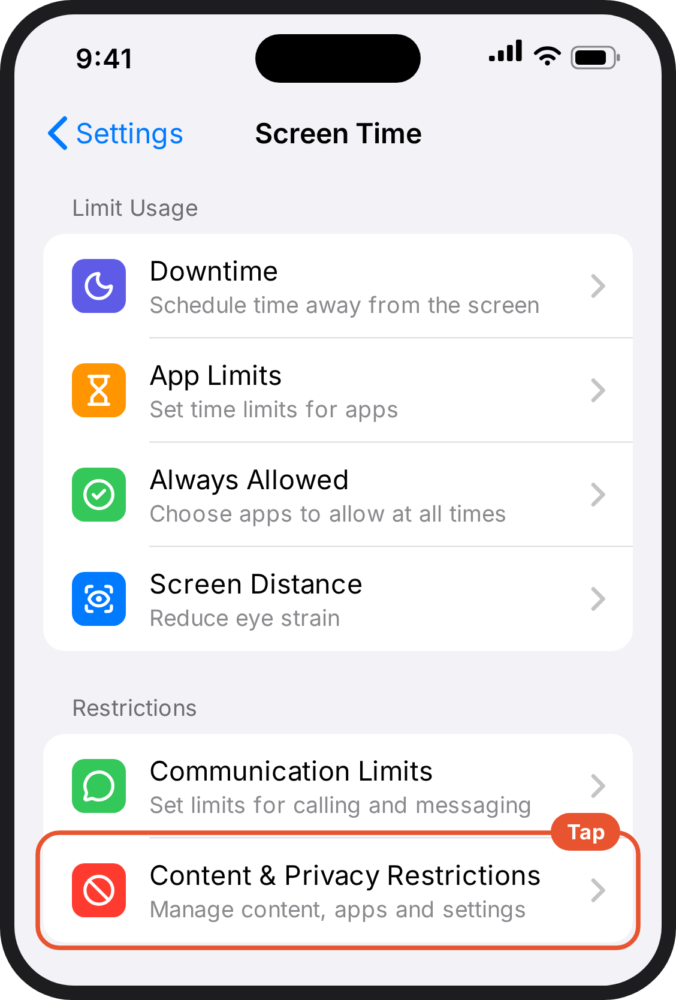 9:41
Settings
Screen Time
Limit Usage
Downtime
Schedule time away from the screen
App Limits
Set time limits for apps
Always Allowed
Choose apps to allow at all times
Screen Distance
Reduce eye strain
Restrictions
Communication Limits
Set limits for calling and messaging
Tap
Content & Privacy Restrictions
Manage content, apps and settings